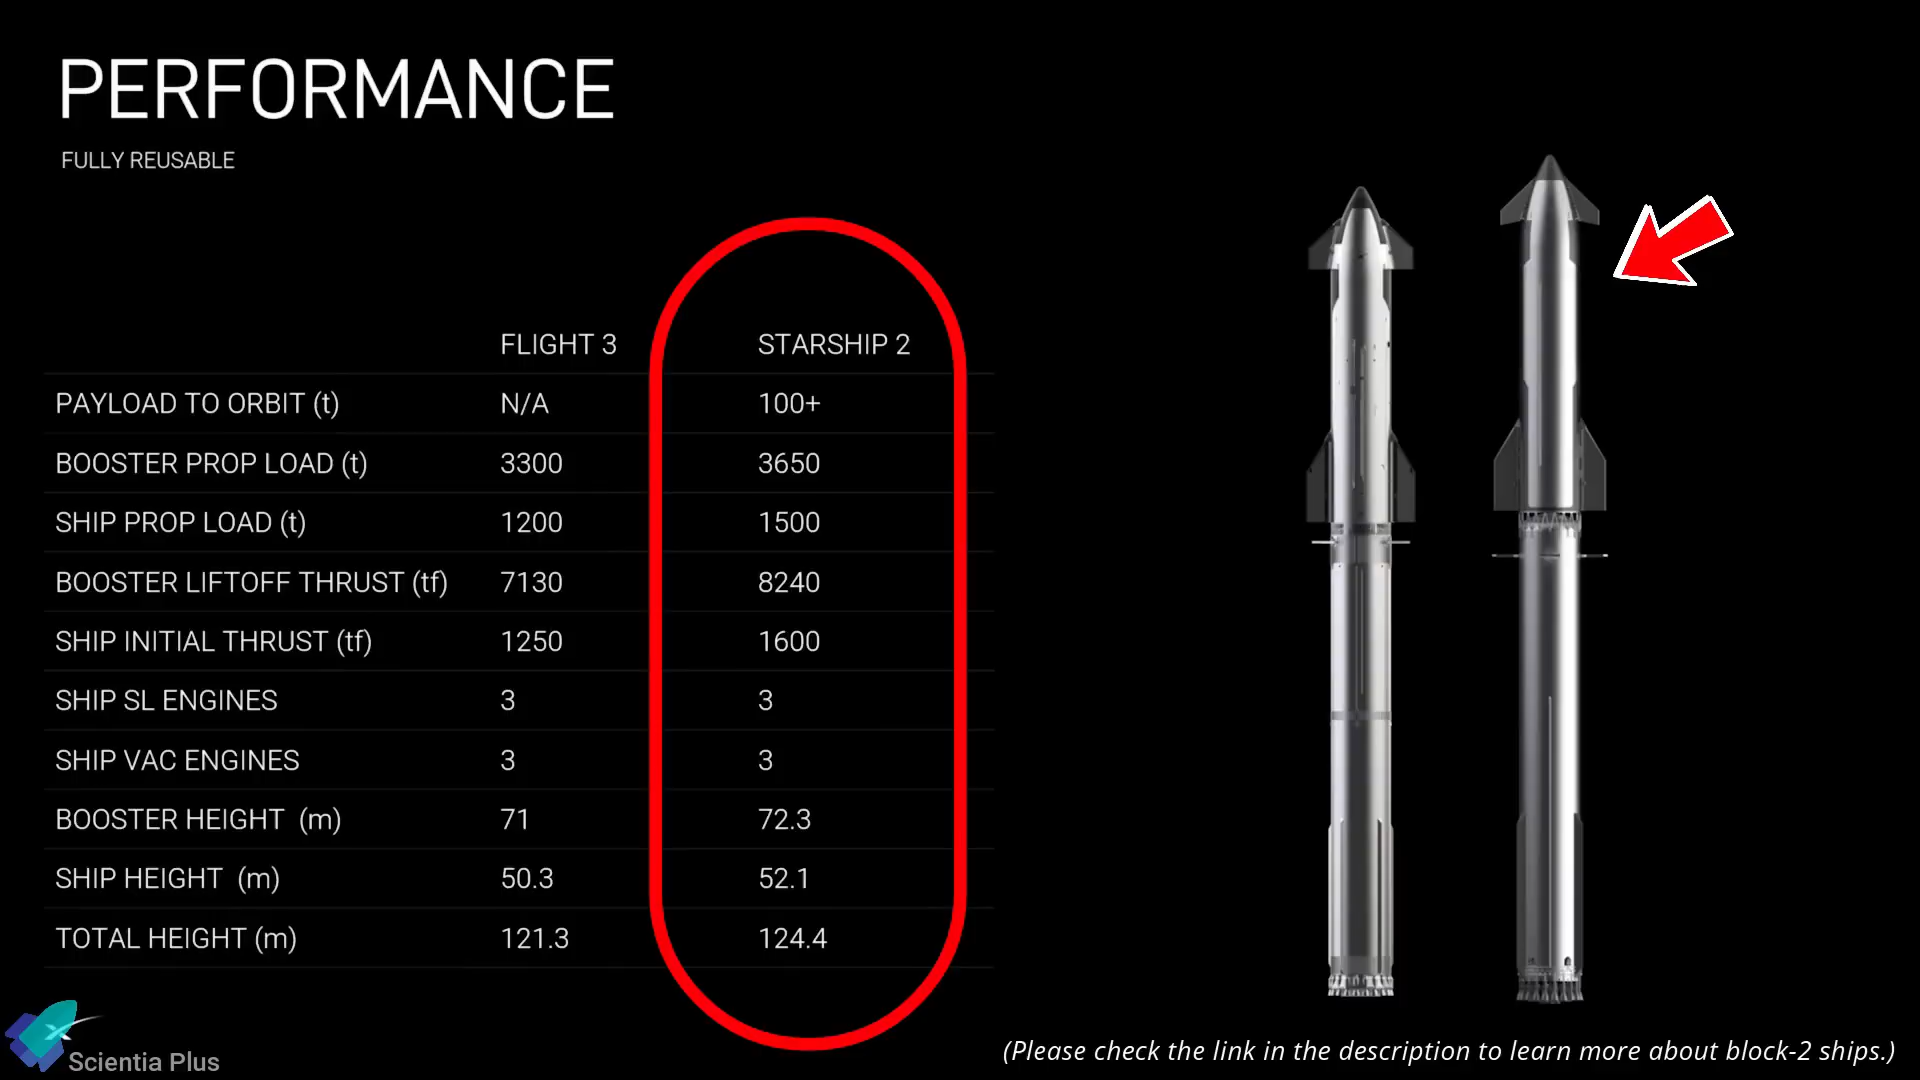 PERFORMANCE
FULLY REUSABLE
FLIGHT 3 STARSHIP 2
PAYLOAD TO ORBIT (t) N/A 100+
BOOSTER PROP LOAD (t) 3300 3650
SHIP PROP LOAD (t) 1200 1500
BOOSTER LIFTOFF THRUST (tf) 7130 8240
SHIP INITIAL THRUST (tf) 1250 1600
SHIP SL ENGINES 3 3
SHIP VAC ENGINES 3 3
BOOSTER HEIGHT (m) 71 72.3
SHIP HEIGHT (m) 50.3 52.1
TOTAL HEIGHT (m) 121.3 124.4
Scientia Plus
(Please check the link in the description to learn more about block-2 ships.)